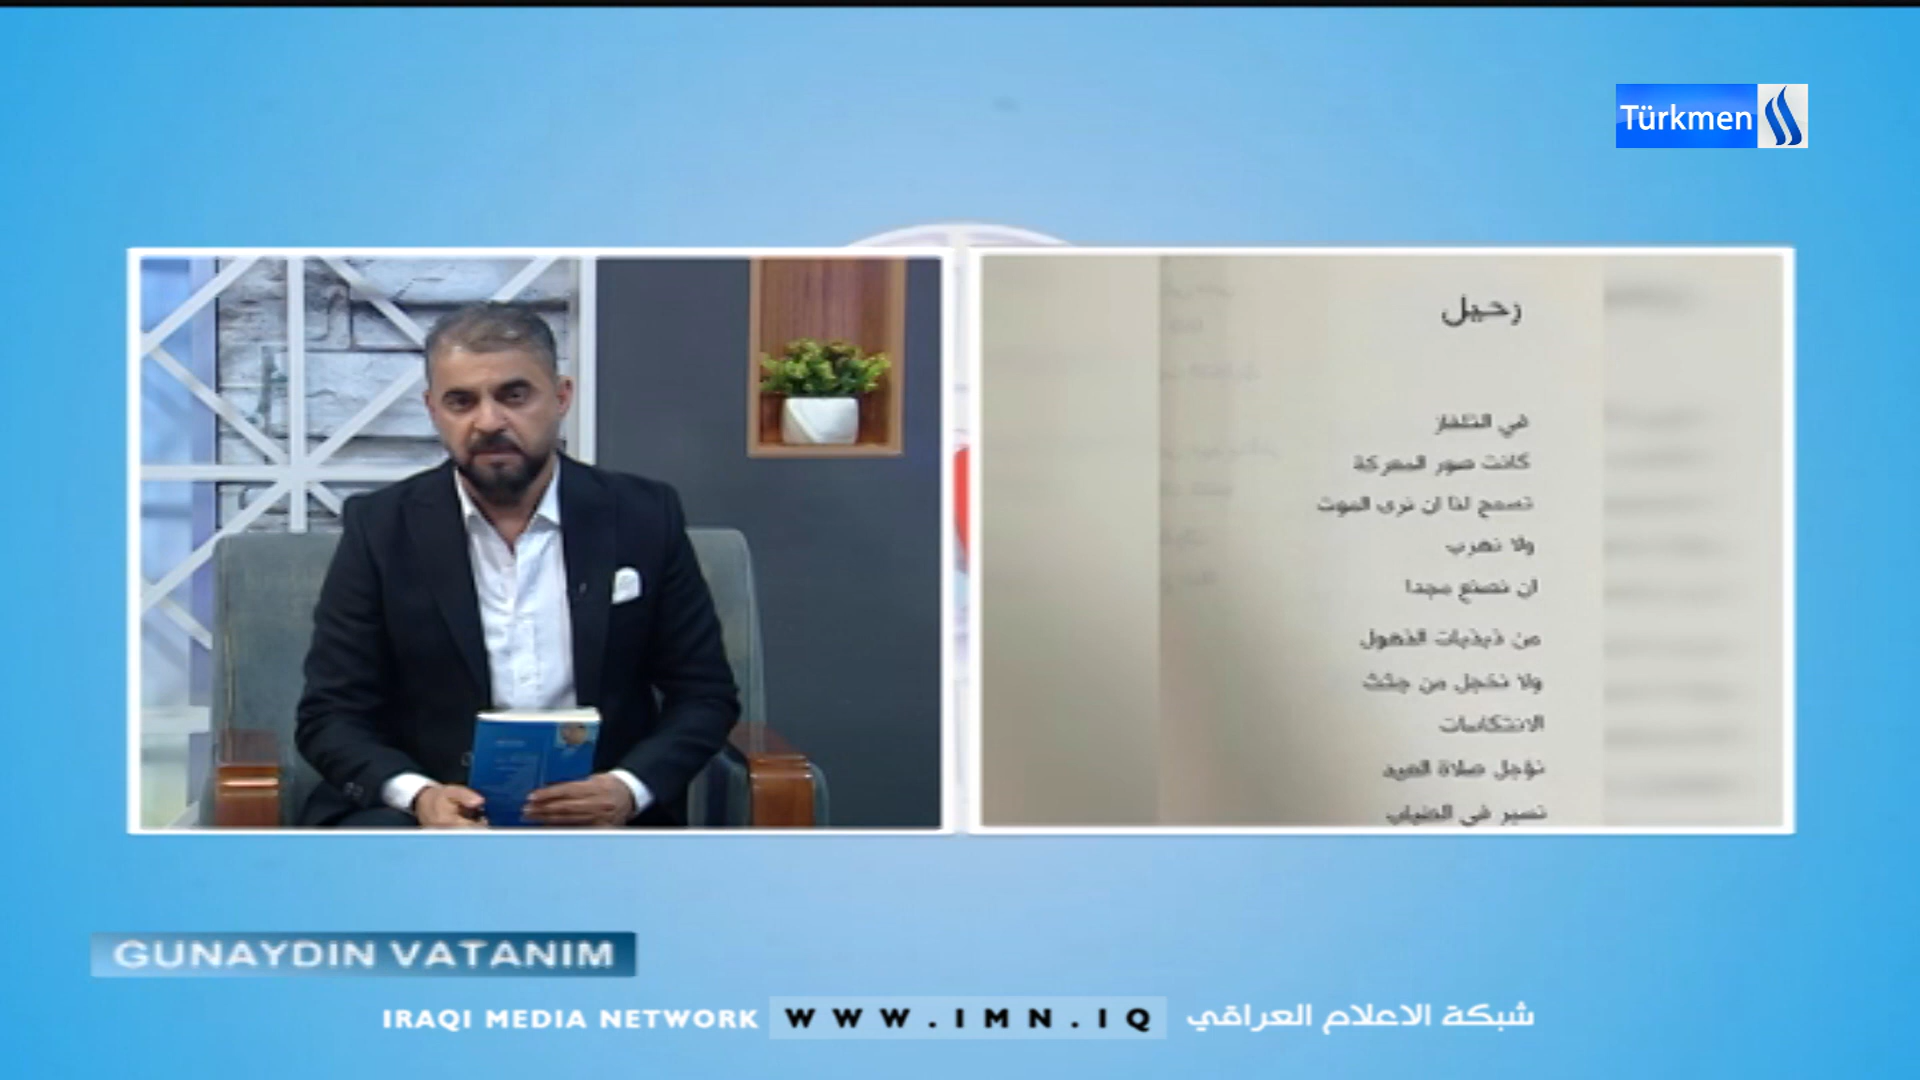 Türkmen
رحيل
في التلفاز
كانت صور المعركة
تسمح لنا ان نرى الموت
ولا نهرب
ان نصنع مجدا
من ذبذبات الذهول
ولا نخجل من جثث
الانتكاسات
نؤجل صلاة العيد
نسير في الضباب
GUNAYDIN VATANIM
IRAQI MEDIA NETWORK WWW.IMN.IQ شبكة الاعلام العراقي